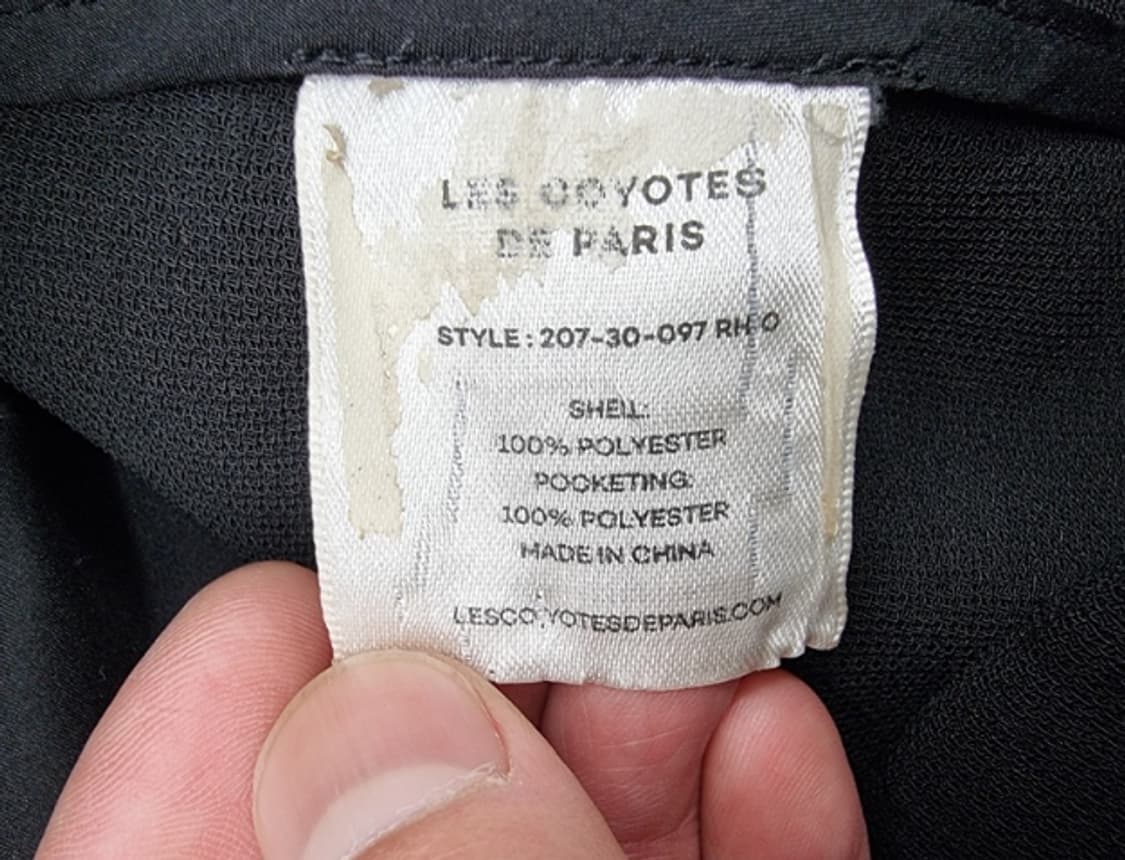 LES COYOTES
DE PARIS
STYLE : 207-30-097
SHELL:
100% POLYESTER
POCKETING:
100% POLYESTER
MADE IN CHINA
LESCOYOTESDEPARIS.COM